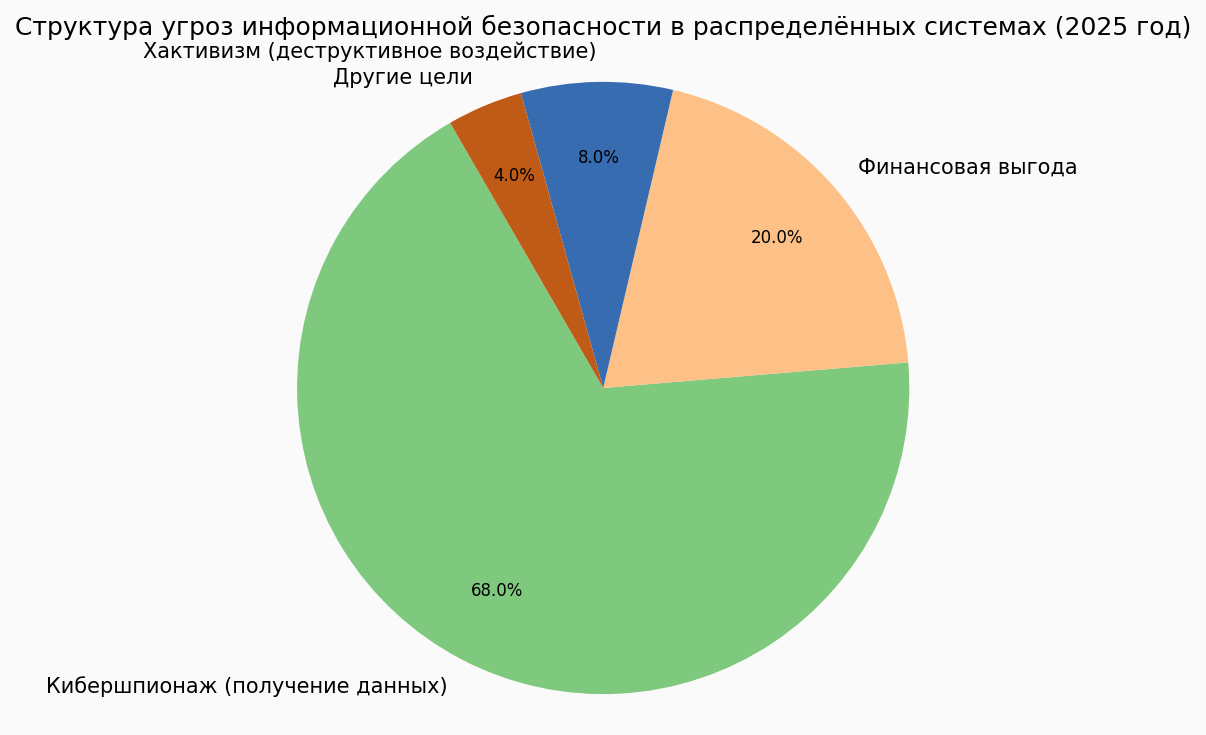 Структура угроз информационной безопасности в распределённых системах (2025 год)
Хактивизм (деструктивное воздействие)
Другие цели
8.0%
Финансовая выгода
4.0%
20.0%
68.0%
Кибершпионаж (получение данных)